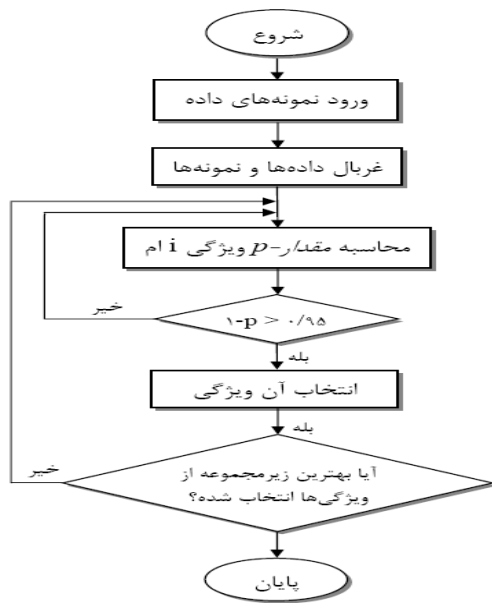 شروع
ورود نمونه‌های داده
غربال داده‌ها و نمونه‌ها
محاسبه مقدار-p ویژگی i ام
خیر
۱-p > ۰/۹۵
بله
انتخاب آن ویژگی
بله
خیر
آیا بهترین زیرمجموعه از
ویژگی‌ها انتخاب شده؟
پایان